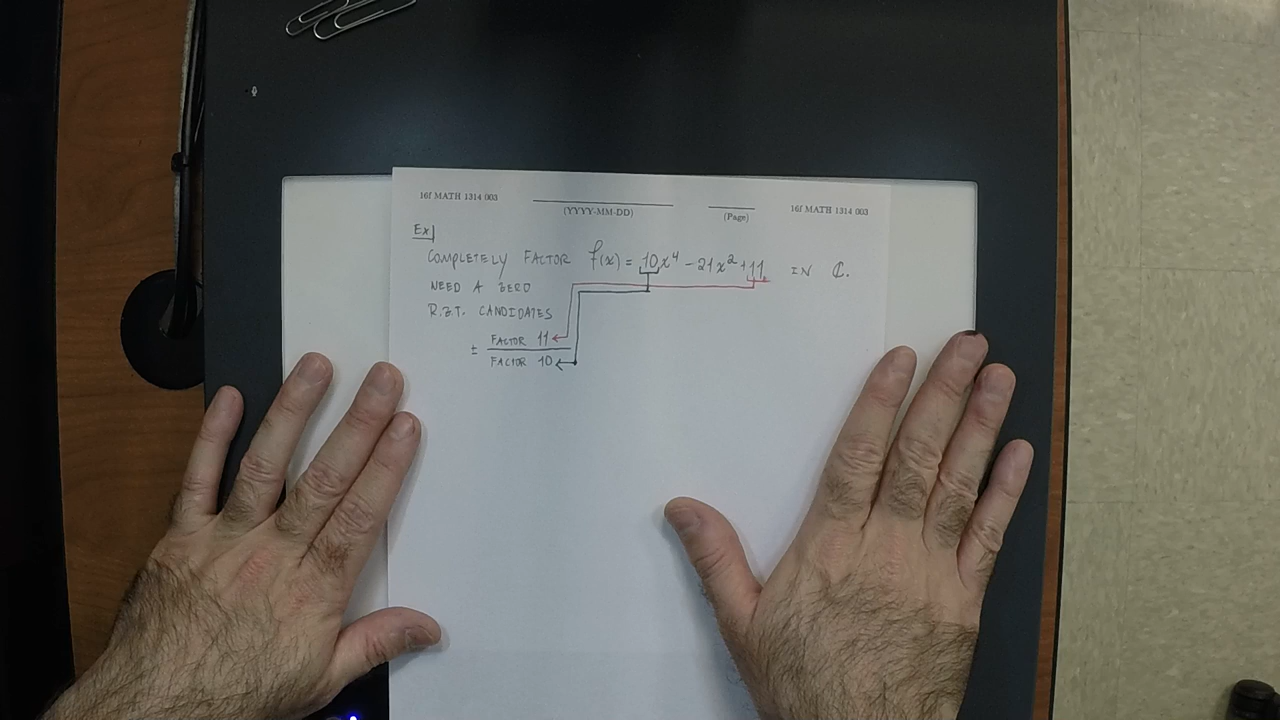 16f MATH 1314 003 (YYYY-MM-DD) (Page) 16f MATH 1314 003
Ex
COMPLETELY FACTOR f(x) = 10x⁴ - 21x² + 11 IN ℂ.
NEED A ZERO
R.Z.T. CANDIDATES
± FACTOR 11
FACTOR 10